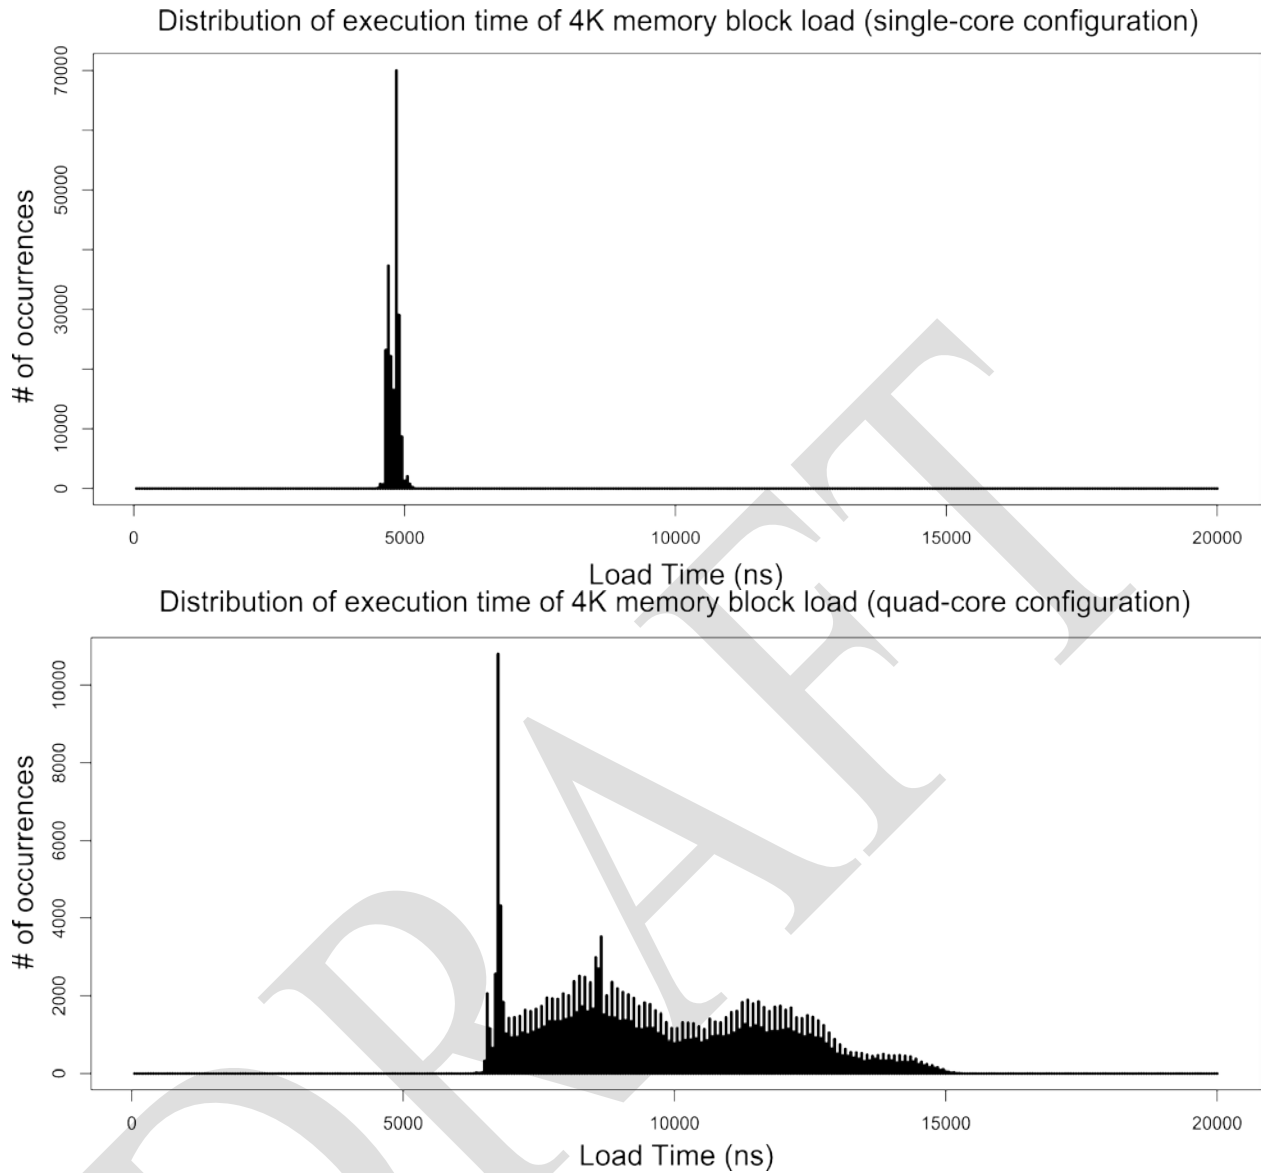 Distribution of execution time of 4K memory block load (single-core configuration)
# of occurrences
70000
50000
30000
10000
0
0 5000 10000 15000 20000
Load Time (ns)
Distribution of execution time of 4K memory block load (quad-core configuration)
# of occurrences
10000
8000
6000
4000
2000
0
0 5000 10000 15000 20000
Load Time (ns)
DRAFT